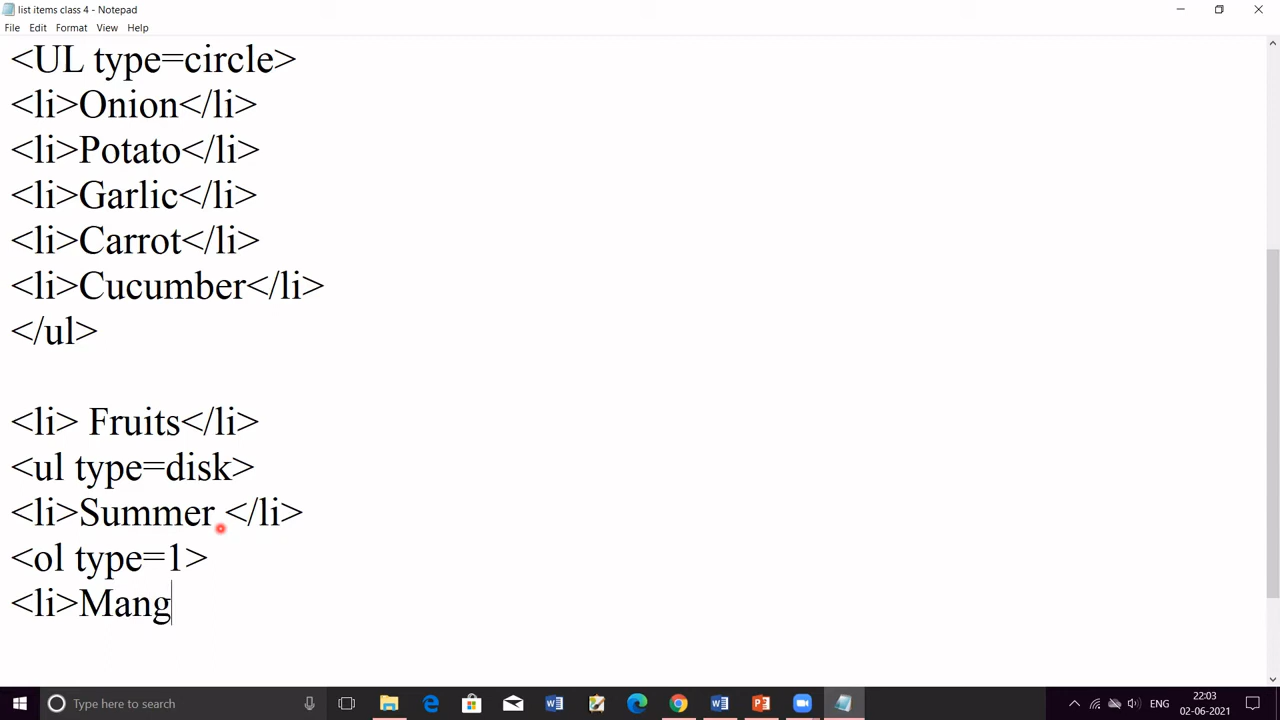 list items class 4 - Notepad
File Edit Format View Help
<UL type=circle>
<li>Onion</li>
<li>Potato</li>
<li>Garlic</li>
<li>Carrot</li>
<li>Cucumber</li>
</ul>
<li> Fruits</li>
<ul type=disk>
<li>Summer </li>
<ol type=1>
<li>Mang
Type here to search
ENG
22:03
02-06-2021